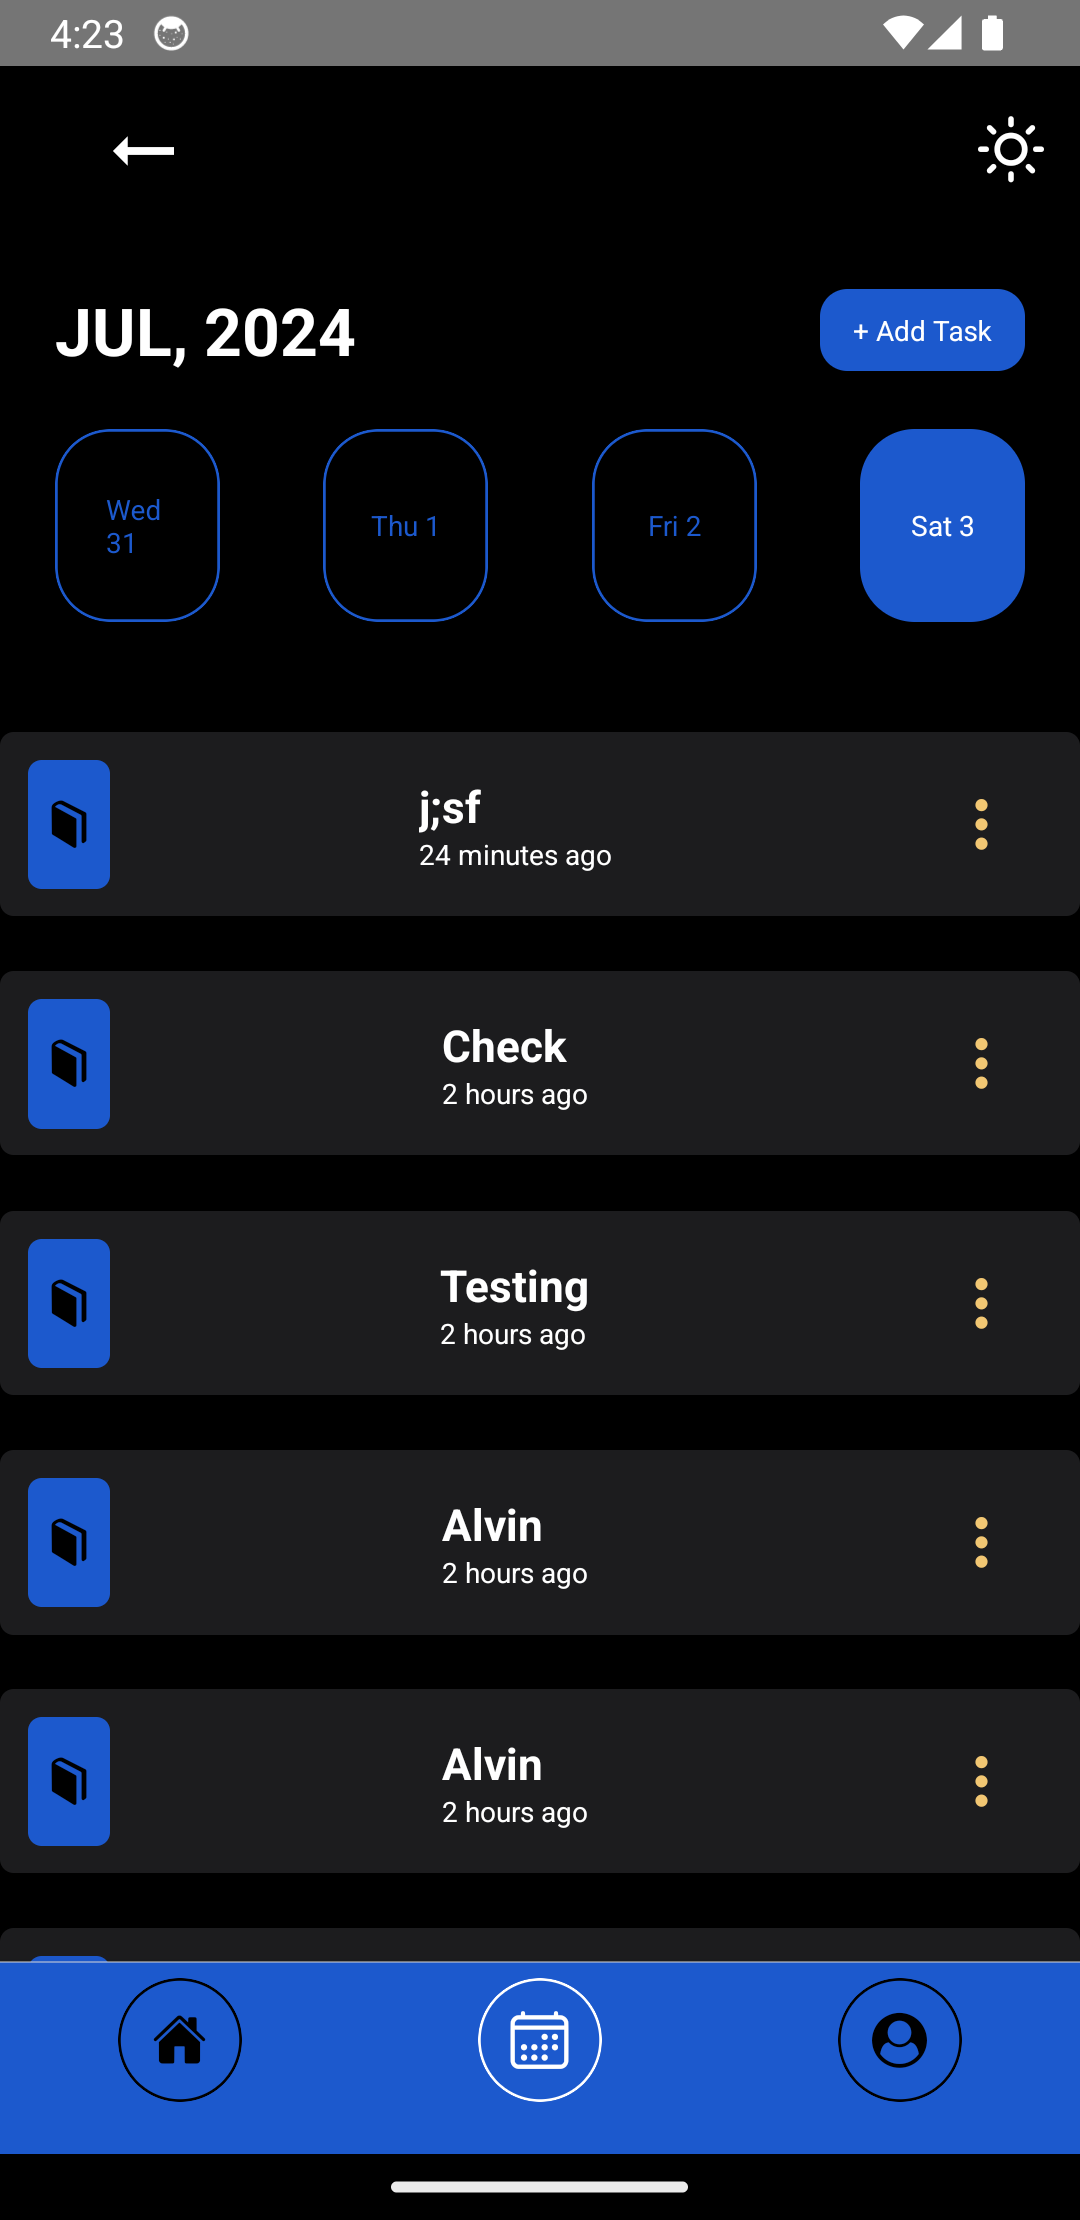 4:23
JUL, 2024
+ Add Task
Wed
31
Thu 1
Fri 2
Sat 3
j;sf
24 minutes ago
Check
2 hours ago
Testing
2 hours ago
Alvin
2 hours ago
Alvin
2 hours ago